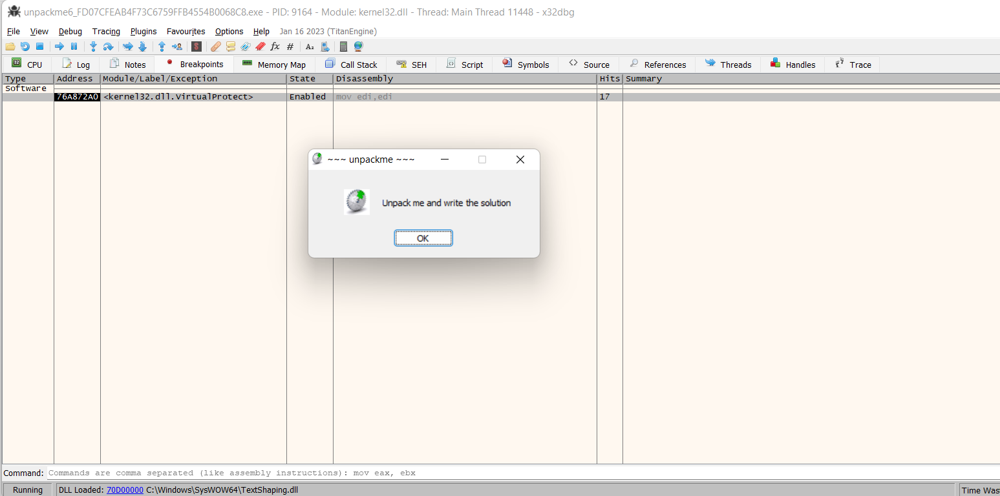 unpackme6_FD07CFEAB4F73C6759FFB4554B0068C8.exe - PID: 9164 - Module: kernel32.dll - Thread: Main Thread 11448 - x32dbg
File View Debug Tracing Plugins Favourites Options Help Jan 16 2023 (TitanEngine)
CPU Log Notes Breakpoints Memory Map Call Stack SEH Script Symbols Source References Threads Handles Trace
Type Address Module/Label/Exception State Disassembly Hits Summary
Software
76A872A0 <kernel32.dll.VirtualProtect> Enabled mov edi,edi 17
~~~ unpackme ~~~
Unpack me and write the solution
OK
Command: Commands are comma separated (like assembly instructions): mov eax, ebx
Running DLL Loaded: 70D00000 C:\Windows\SysWOW64\TextShaping.dll Time Was